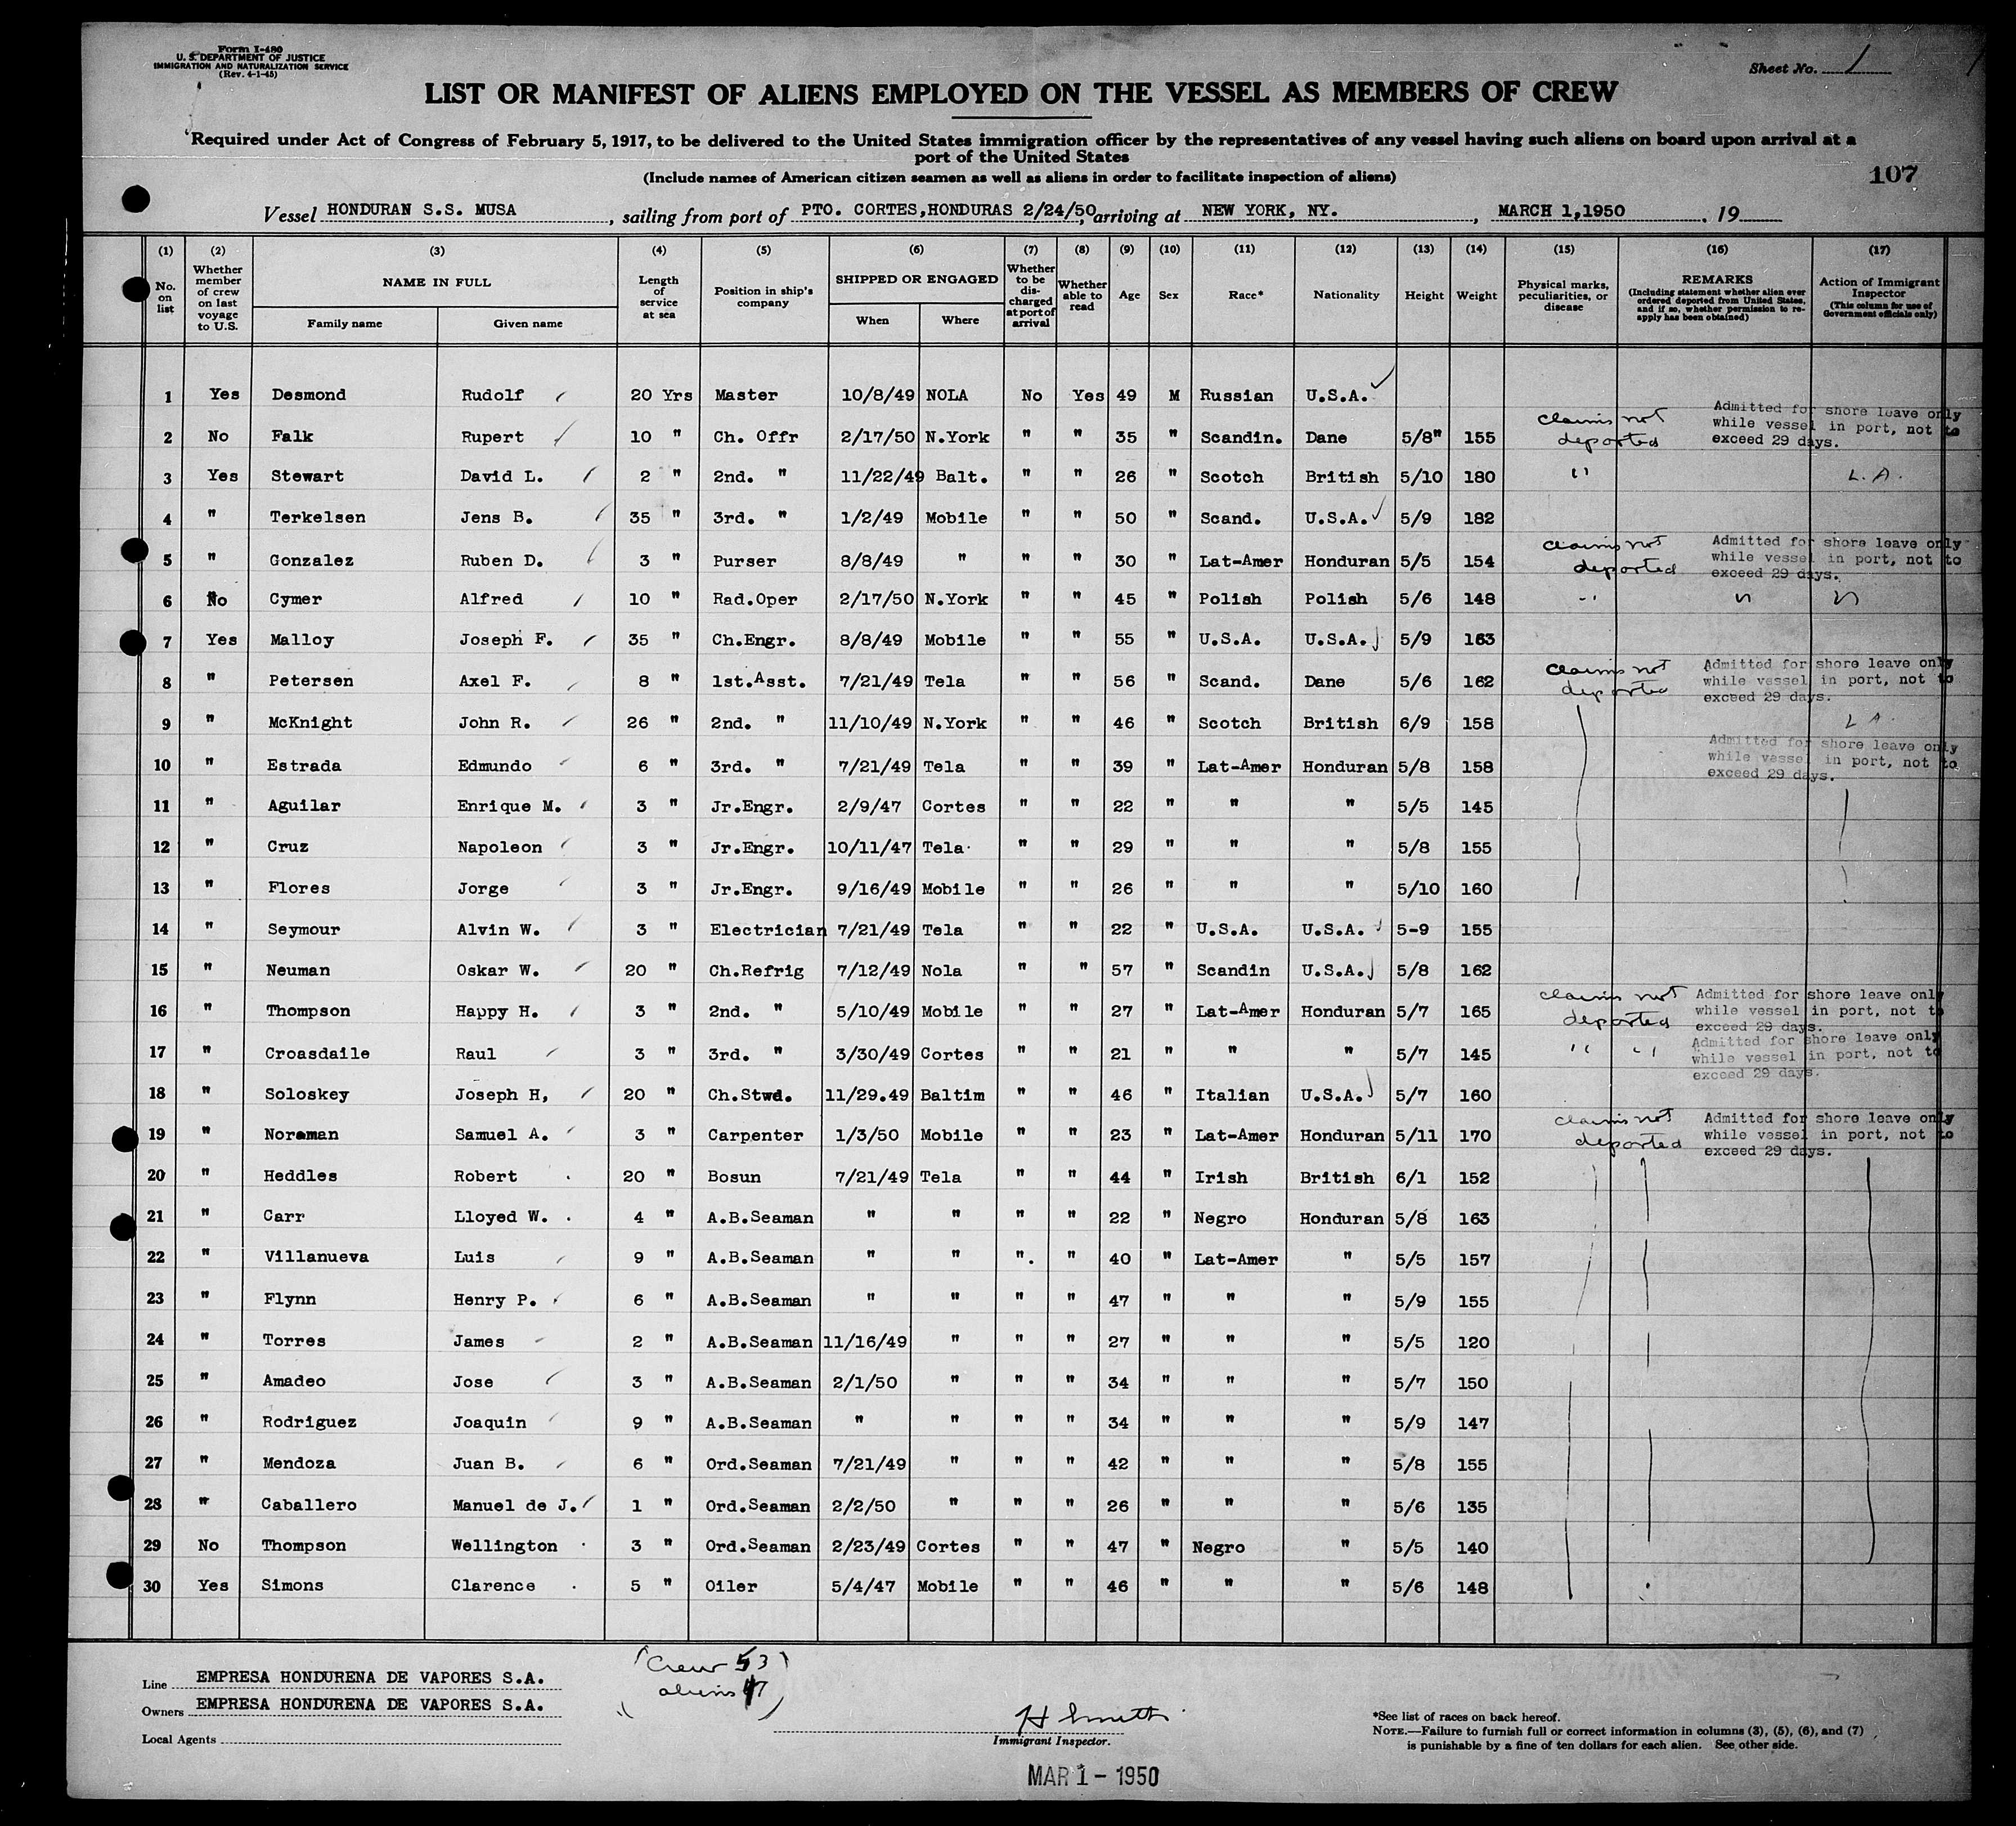 Form I-480
U. S. DEPARTMENT OF JUSTICE
IMMIGRATION AND NATURALIZATION SERVICE
(Rev. 4-1-45)
Sheet No. 1
LIST OR MANIFEST OF ALIENS EMPLOYED ON THE VESSEL AS MEMBERS OF CREW
Required under Act of Congress of February 5, 1917, to be delivered to the United States immigration officer by the representatives of any vessel having such aliens on board upon arrival at a
port of the United States
(Include names of American citizen seamen as well as aliens in order to facilitate inspection of aliens)
107
Vessel HONDURAN S.S. MUSA, sailing from port of PTO. CORTES,HONDURAS 2/24/50, arriving at NEW YORK, NY., MARCH 1,1950. 19
(1) (2) (3) (4) (5) (6) (7) (8) (9) (10) (11) (12) (13) (14) (15) (16) (17)
No. on list
Whether member of crew on last voyage to U.S.
NAME IN FULL
Family name
Given name
Length of service at sea
Position in ship's company
SHIPPED OR ENGAGED
When
Where
Whether to be discharged at port of arrival
Whether able to read
Age
Sex
Race*
Nationality
Height
Weight
Physical marks, peculiarities, or disease
REMARKS
(Including statement whether alien ever ordered deported from United States, and if so, whether permission to re-apply has been obtained)
Action of Immigrant Inspector
(This column for use of Government officials only)
1 Yes Desmond Rudolf 20 Yrs Master 10/8/49 NOLA No Yes 49 M Russian U.S.A.
2 No Falk Rupert 10 " Ch. Offr 2/17/50 N.York " " 35 " Scandin. Dane 5/8" 155 claims not deported Admitted for shore leave only while vessel in port, not to exceed 29 days.
3 Yes Stewart David L. 2 " 2nd. " 11/22/49 Balt. " " 26 " Scotch British 5/10 180 " L.A.
4 " Terkelsen Jens B. 35 " 3rd. " 1/2/49 Mobile " " 50 " Scand. U.S.A. 5/9 182
5 " Gonzalez Ruben D. 3 " Purser 8/8/49 " " " 30 " Lat-Amer Honduran 5/5 154 claims not deported Admitted for shore leave only while vessel in port, not to exceed 29 days.
6 No Cymer Alfred 10 " Rad.Oper 2/17/50 N.York " " 45 " Polish Polish 5/6 148 " " "
7 Yes Malloy Joseph F. 35 " Ch.Engr. 8/8/49 Mobile " " 55 " U.S.A. U.S.A. 5/9 163
8 " Petersen Axel F. 8 " 1st.Asst. 7/21/49 Tela " " 56 " Scand. Dane 5/6 162 claims not deported Admitted for shore leave only while vessel in port, not to exceed 29 days.
9 " McKnight John R. 26 " 2nd. " 11/10/49 N.York " " 46 " Scotch British 6/9 158 L A.
10 " Estrada Edmundo 6 " 3rd. " 7/21/49 Tela " " 39 " Lat-Amer Honduran 5/8 158 Admitted for shore leave only while vessel in port, not to exceed 29 days.
11 " Aguilar Enrique M. 3 " Jr.Engr. 2/9/47 Cortes " " 22 " " " 5/5 145
12 " Cruz Napoleon 3 " Jr.Engr. 10/11/47 Tela " " 29 " " " 5/8 155
13 " Flores Jorge 3 " Jr.Engr. 9/16/49 Mobile " " 26 " " " 5/10 160
14 " Seymour Alvin W. 3 " Electrician 7/21/49 Tela " " 22 " U.S.A. U.S.A. 5-9 155
15 " Neuman Oskar W. 20 " Ch.Refrig 7/12/49 Nola " " 57 " Scandin U.S.A. 5/8 162
16 " Thompson Happy H. 3 " 2nd. " 5/10/49 Mobile " " 27 " Lat-Amer Honduran 5/7 165 claims not deported Admitted for shore leave only while vessel in port, not to exceed 29 days.
17 " Croasdaile Raul 3 " 3rd. " 3/30/49 Cortes " " 21 " " " 5/7 145 " " Admitted for shore leave only while vessel in port, not to exceed 29 days.
18 " Soloskey Joseph H, 20 " Ch.Stwd. 11/29.49 Baltim " " 46 " Italian U.S.A. 5/7 160
19 " Noraman Samuel A. 3 " Carpenter 1/3/50 Mobile " " 23 " Lat-Amer Honduran 5/11 170 claims not deported Admitted for shore leave only while vessel in port, not to exceed 29 days.
20 " Heddles Robert 20 " Bosun 7/21/49 Tela " " 44 " Irish British 6/1 152
21 " Carr Lloyed W. 4 " A.B.Seaman " " " " 22 " Negro Honduran 5/8 163
22 " Villanueva Luis 9 " A.B.Seaman " " ". " 40 " Lat-Amer " 5/5 157
23 " Flynn Henry P. 6 " A.B.Seaman " " " " 47 " " " 5/9 155
24 " Torres James 2 " A.B.Seaman 11/16/49 " " " 27 " " " 5/5 120
25 " Amadeo Jose 3 " A.B.Seaman 2/1/50 " " " 34 " " " 5/7 150
26 " Rodriguez Joaquin 9 " A.B.Seaman " " " " 34 " " " 5/9 147
27 " Mendoza Juan B. 6 " Ord.Seaman 7/21/49 " " " 42 " " " 5/8 155
28 " Caballero Manuel de J. 1 " Ord.Seaman 2/2/50 " " " 26 " " " 5/6 135
29 No Thompson Wellington 3 " Ord.Seaman 2/23/49 Cortes " " 47 " Negro " 5/5 140
30 Yes Simons Clarence 5 " Oiler 5/4/47 Mobile " " 46 " " " 5/6 148
Line EMPRESA HONDURENA DE VAPORES S.A.
Owners EMPRESA HONDURENA DE VAPORES S.A.
Local Agents
(Crew 53)
(aliens 47)
H Smith
Immigrant Inspector.
MAR 1 - 1950
*See list of races on back hereof.
NOTE.—Failure to furnish full or correct information in columns (3), (5), (6), and (7)
is punishable by a fine of ten dollars for each alien. See other side.